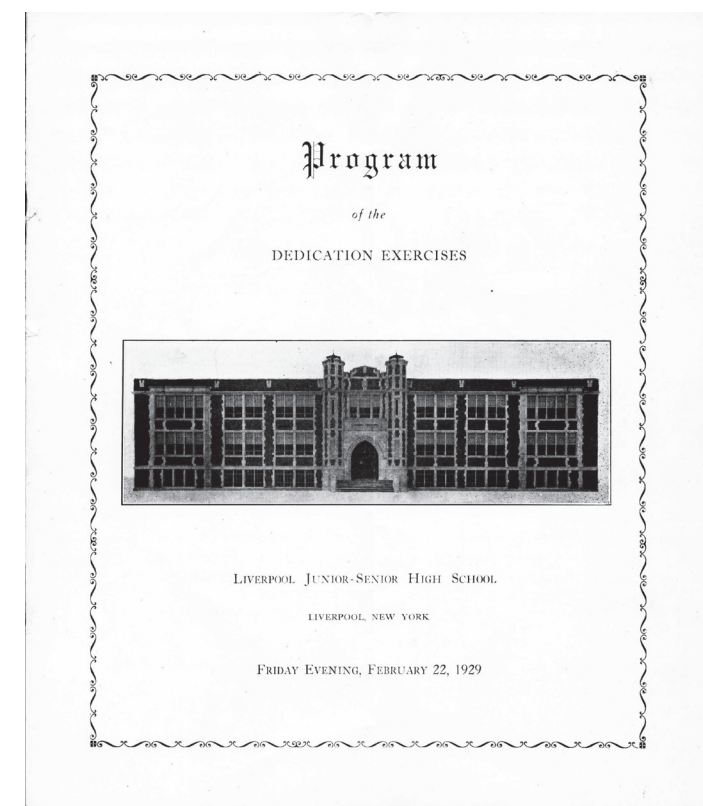 Program
of the
DEDICATION EXERCISES
LIVERPOOL JUNIOR-SENIOR HIGH SCHOOL
LIVERPOOL, NEW YORK
FRIDAY EVENING, FEBRUARY 22, 1929